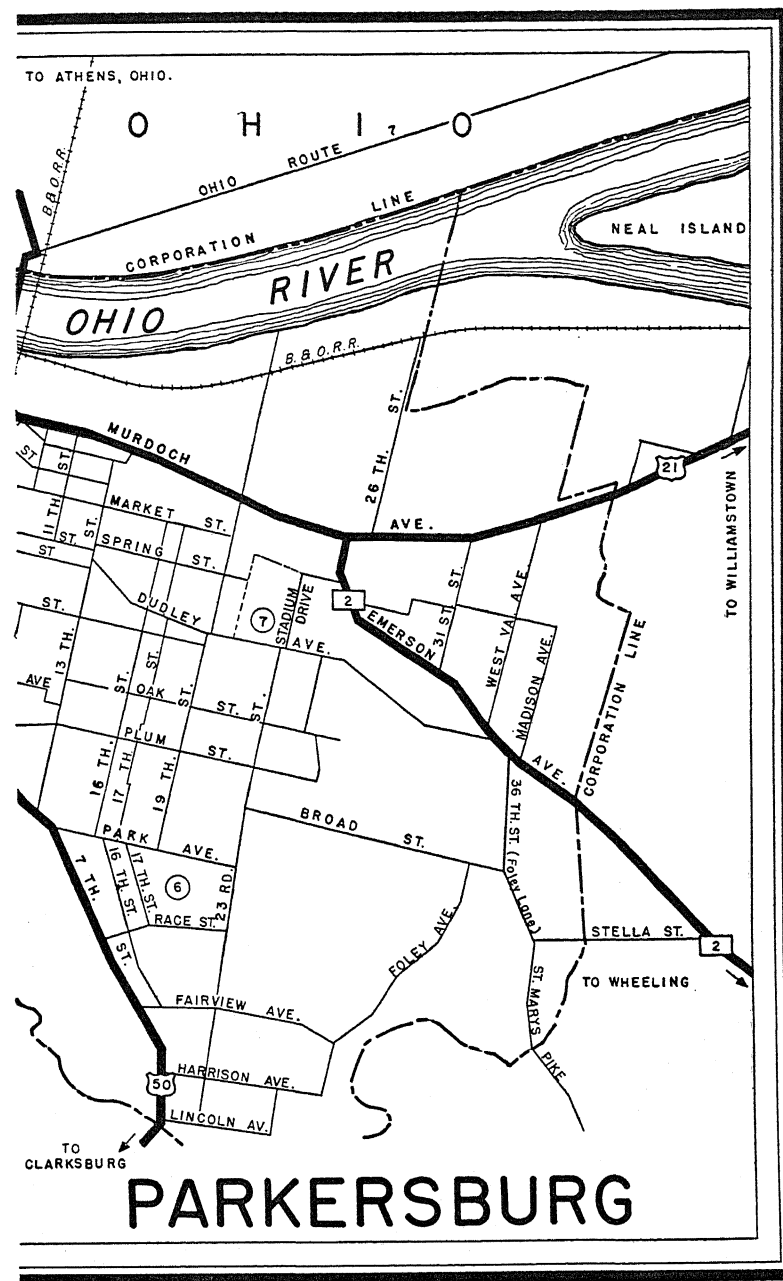 TO ATHENS, OHIO.
O H I O
7
B.&O.R.R.
OHIO ROUTE
CORPORATION LINE
NEAL ISLAND
OHIO RIVER
B.&O.R.R.
26 TH. ST.
MURDOCH AVE.
21
TO WILLIAMSTOWN
ST.
ST.
11 TH. ST.
MARKET ST.
ST.
ST
SPRING ST.
STADIUM DRIVE
7
2
EMERSON AVE.
31 ST. ST.
WEST VA. AVE.
MADISON AVE.
CORPORATION LINE
ST.
DUDLEY AVE.
13 TH.
AVE
OAK ST.
PLUM ST.
16 TH. ST.
17 TH. ST.
19 TH. ST.
ST.
BROAD ST.
36 TH. ST. (Foley Lane)
PARK AVE.
7 TH. ST.
16 TH. ST.
17 TH. ST.
6
23 RD.
RACE ST.
FOLEY AVE.
STELLA ST.
2
TO WHEELING
ST. MARYS PIKE
FAIRVIEW AVE.
HARRISON AVE.
50
LINCOLN AV.
TO
CLARKSBURG
PARKERSBURG